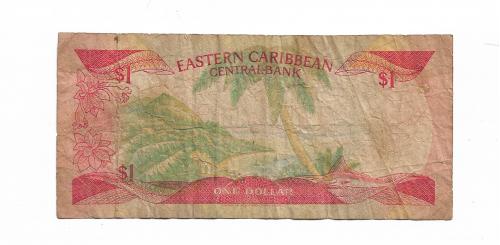 EASTERN CARIBBEAN
CENTRAL BANK
$1
$1
$1
ONE DOLLAR